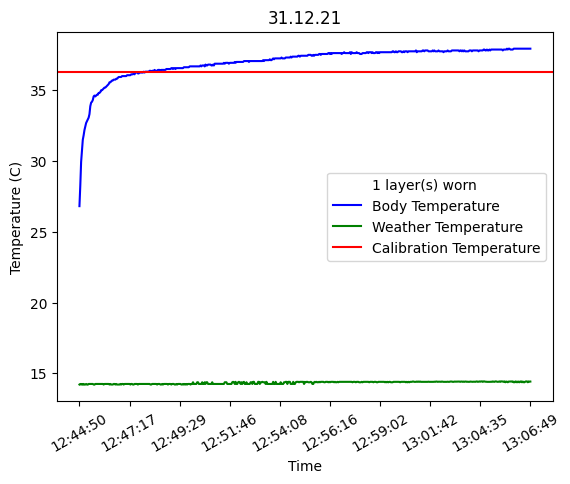 31.12.21
Temperature (C)
35
30
25
20
15
1 layer(s) worn
Body Temperature
Weather Temperature
Calibration Temperature
12:44:50
12:47:17
12:49:29
12:51:46
12:54:08
12:56:16
12:59:02
13:01:42
13:04:35
13:06:49
Time